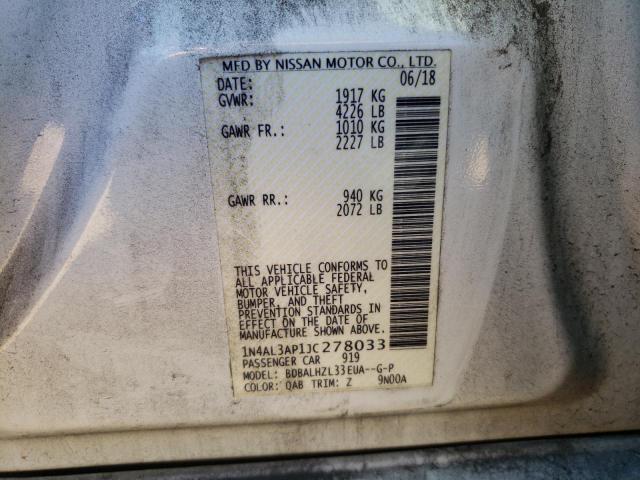 MFD BY NISSAN MOTOR CO., LTD.
DATE: 06/18
GVWR: 1917 KG
4226 LB
GAWR FR.: 1010 KG
2227 LB
GAWR RR.: 940 KG
2072 LB
THIS VEHICLE CONFORMS TO
ALL APPLICABLE FEDERAL
MOTOR VEHICLE SAFETY,
BUMPER, AND THEFT
PREVENTION STANDARDS IN
EFFECT ON THE DATE OF
MANUFACTURE SHOWN ABOVE.
1N4AL3AP1JC278033
PASSENGER CAR 919
MODEL: BDBALHZL33EUA--G-P
COLOR: QAB TRIM: Z 9N00A